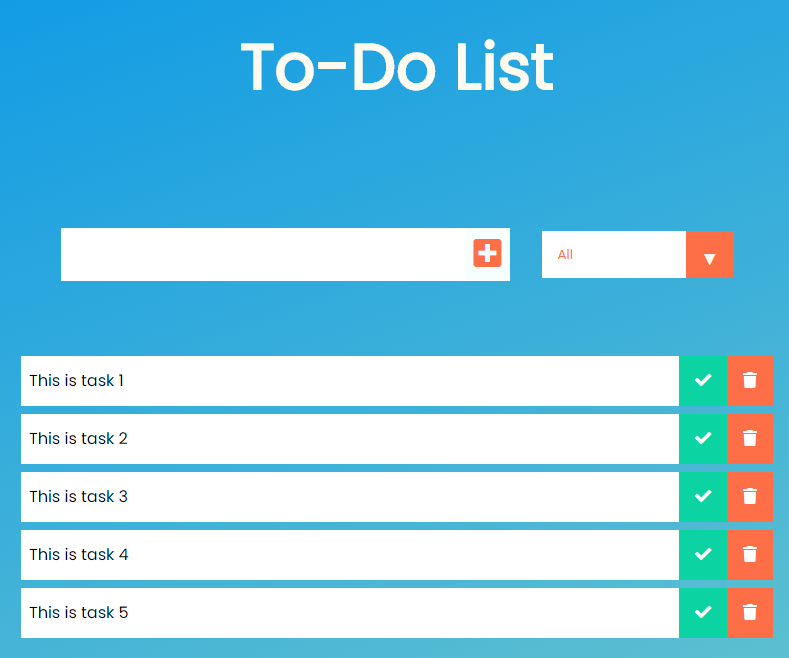 To-Do List
All
This is task 1
This is task 2
This is task 3
This is task 4
This is task 5